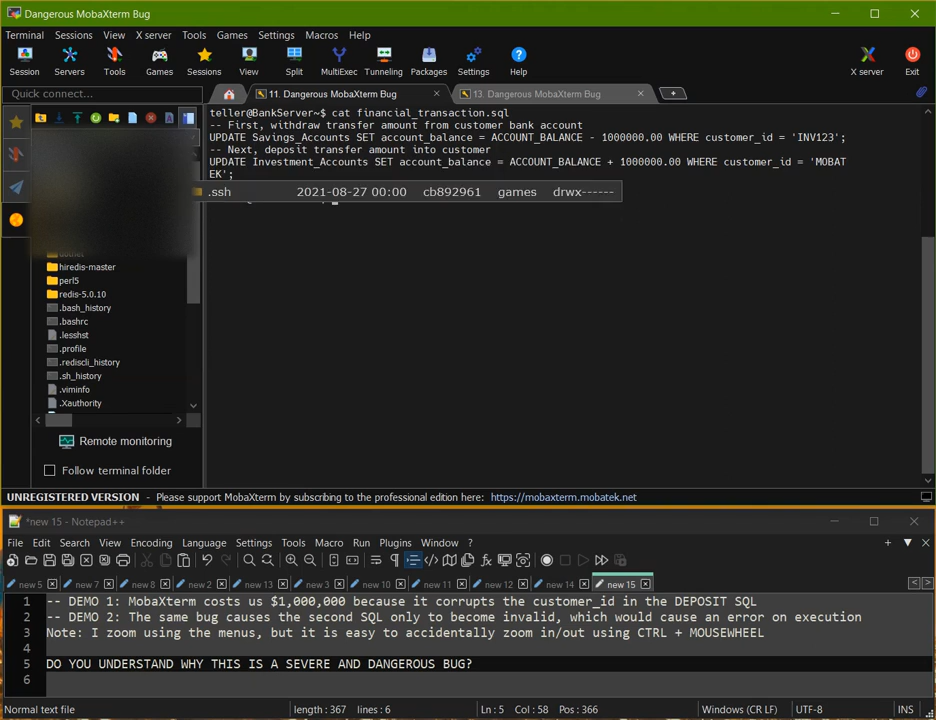 Dangerous MobaXterm Bug
Terminal Sessions View X server Tools Games Settings Macros Help
Session Servers Tools Games Sessions View Split MultiExec Tunneling Packages Settings Help X server Exit
Quick connect...
11. Dangerous MobaXterm Bug
13. Dangerous MobaXterm Bug
teller@BankServer~$ cat financial_transaction.sql
-- First, withdraw transfer amount from customer bank account
UPDATE Savings_Accounts SET account_balance = ACCOUNT_BALANCE - 1000000.00 WHERE customer_id = 'INV123';
-- Next, deposit transfer amount into customer
UPDATE Investment_Accounts SET account_balance = ACCOUNT_BALANCE + 1000000.00 WHERE customer_id = 'MOBAT
EK';
.ssh 2021-08-27 00:00 cb892961 games drwx------
hiredis-master
perl5
redis-5.0.10
.bash_history
.bashrc
.lesshst
.profile
.rediscli_history
.sh_history
.viminfo
.Xauthority
Remote monitoring
Follow terminal folder
UNREGISTERED VERSION - Please support MobaXterm by subscribing to the professional edition here: https://mobaxterm.mobatek.net
*new 15 - Notepad++
File Edit Search View Encoding Language Settings Tools Macro Run Plugins Window ?
new 5 new 7 new 8 new 2 new 13 new 3 new 10 new 11 new 12 new 14 new 15
1 -- DEMO 1: MobaXterm costs us $1,000,000 because it corrupts the customer_id in the DEPOSIT SQL
2 -- DEMO 2: The same bug causes the second SQL only to become invalid, which would cause an error on execution
3 Note: I zoom using the menus, but it is easy to accidentally zoom in/out using CTRL + MOUSEWHEEL
4
5 DO YOU UNDERSTAND WHY THIS IS A SEVERE AND DANGEROUS BUG?
6
Normal text file length : 367 lines : 6 Ln : 5 Col : 58 Pos : 366 Windows (CR LF) UTF-8 INS